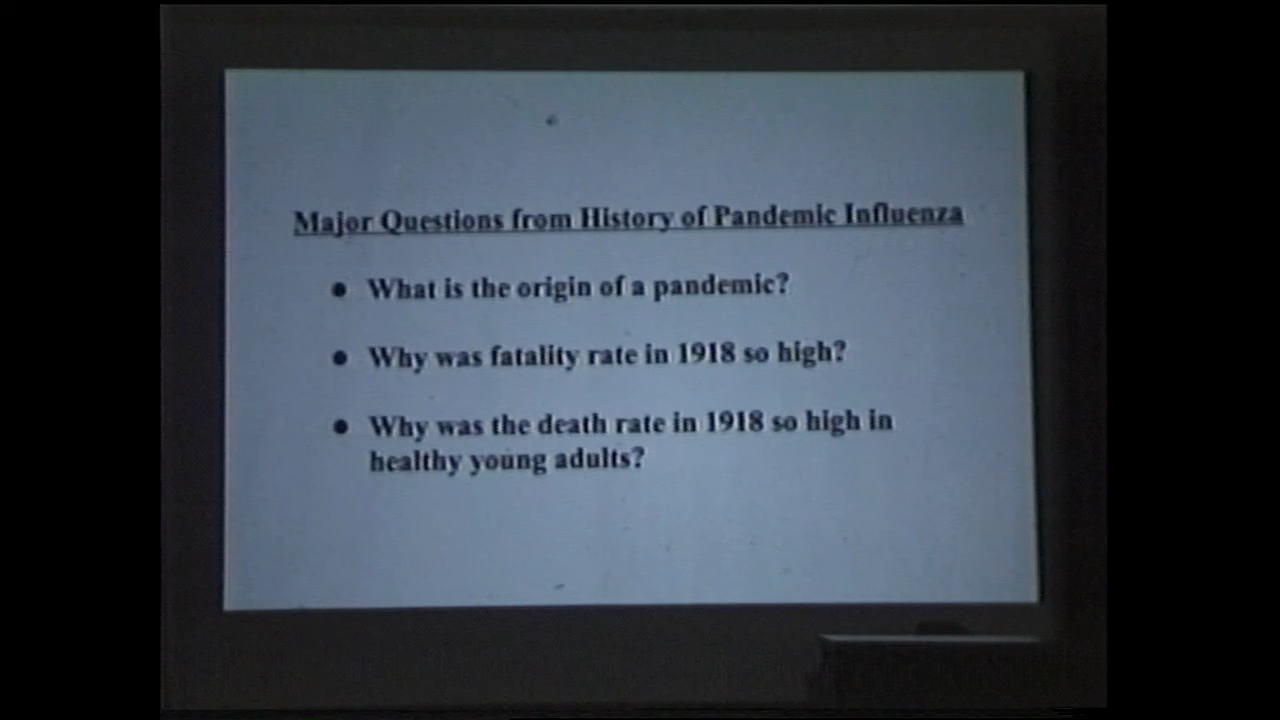 Major Questions from History of Pandemic Influenza
● What is the origin of a pandemic?
● Why was fatality rate in 1918 so high?
● Why was the death rate in 1918 so high in
healthy young adults?